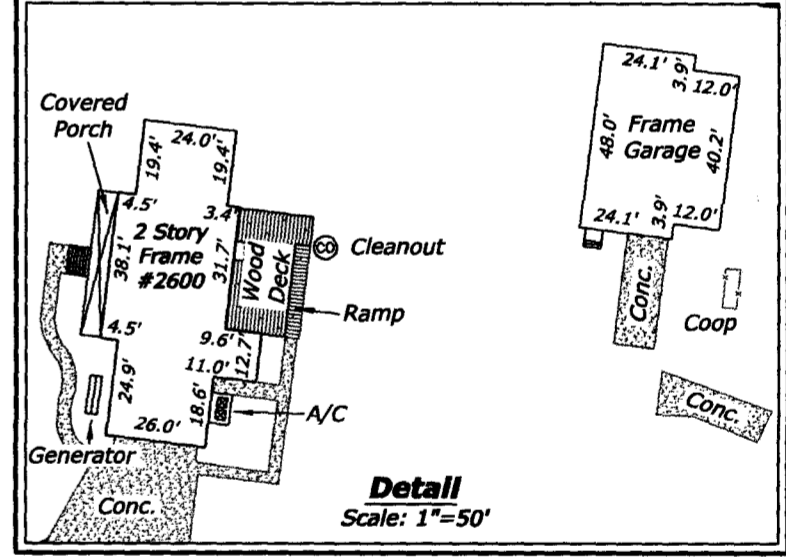 Covered
Porch
24.0'
19.4'
19.4'
4.5'
3.4'
2 Story
Frame
#2600
38.1'
31.7'
Wood
Deck
Cleanout
CO
Ramp
4.5'
9.6'
12.7'
11.0'
24.9'
18.6'
26.0'
A/C
Generator
Conc.
24.1'
3.9'
12.0'
48.0'
Frame
Garage
40.2'
24.1'
3.9'
12.0'
Conc.
Coop
Conc.
Detail
Scale: 1"=50'